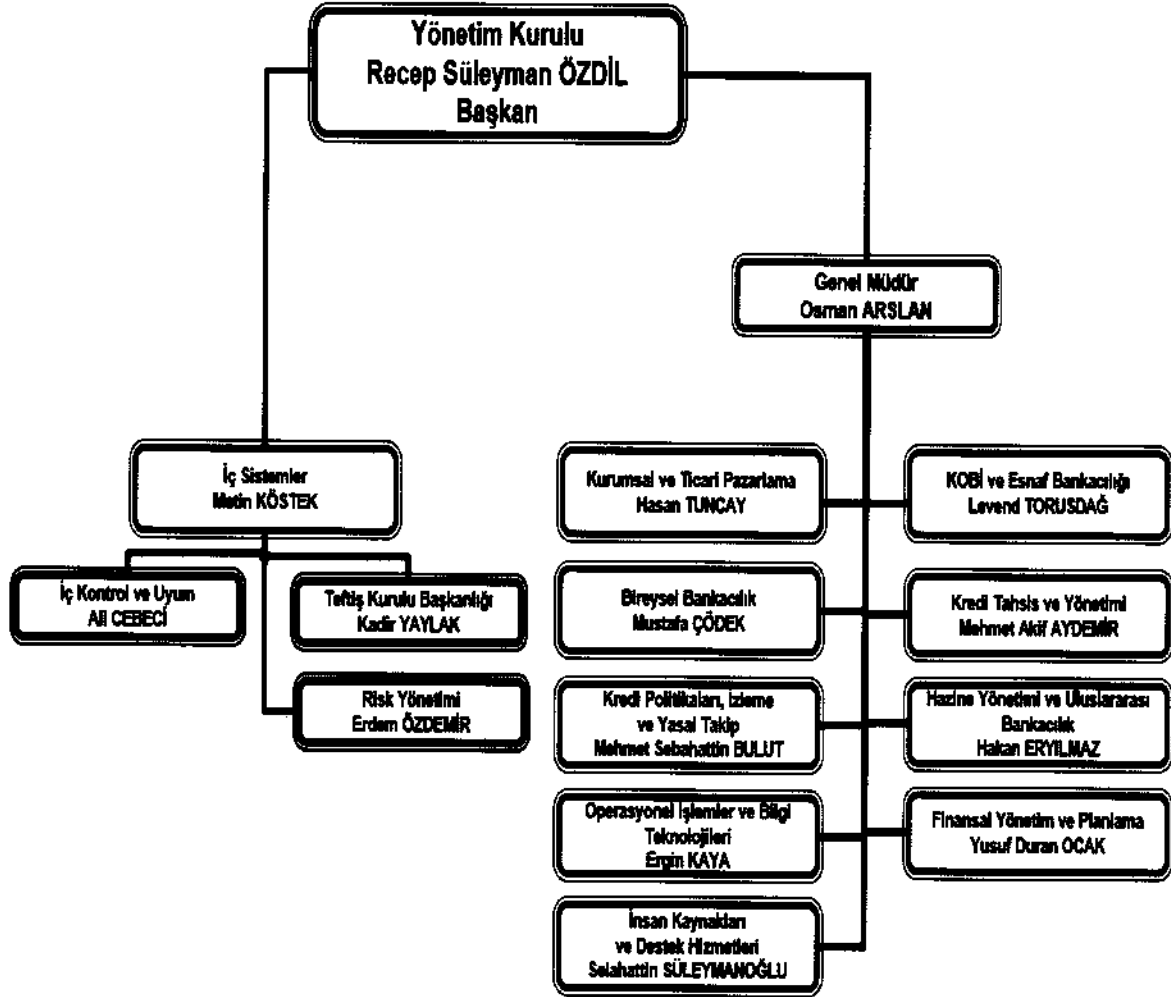 Yönetim Kurulu
Recep Süleyman ÖZDİL
Başkan
Genel Müdür
Osman ARSLAN
İç Sistemler
Metin KÖSTEK
İç Kontrol ve Uyum
Ali CEBECİ
Teftiş Kurulu Başkanlığı
Kadir YAYLAK
Risk Yönetimi
Erdem ÖZDEMİR
Kurumsal ve Ticari Pazarlama
Hasan TUNCAY
KOBİ ve Esnaf Bankacılığı
Levend TORUSDAĞ
Bireysel Bankacılık
Mustafa ÇÖDEK
Kredi Tahsis ve Yönetimi
Mehmet Akif AYDEMİR
Kredi Politikaları, İzleme
ve Yasal Takip
Mehmet Sebahattin BULUT
Hazine Yönetimi ve Uluslararası
Bankacılık
Hakan ERYILMAZ
Operasyonel İşlemler ve Bilgi
Teknolojileri
Ergin KAYA
Finansal Yönetim ve Planlama
Yusuf Duran OCAK
İnsan Kaynakları
ve Destek Hizmetleri
Selahattin SÜLEYMANOĞLU